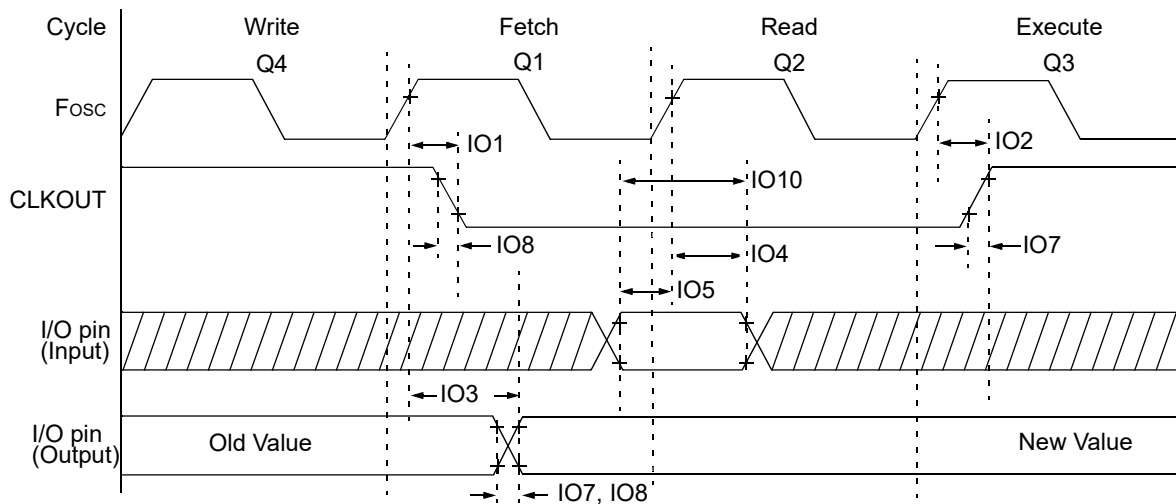 Cycle Write Fetch Read Execute
Q4 Q1 Q2 Q3
FOSC
IO1 IO2
CLKOUT IO10
IO8 IO4 IO7
IO5
I/O pin
(Input)
IO3
I/O pin
(Output) Old Value New Value
IO7, IO8